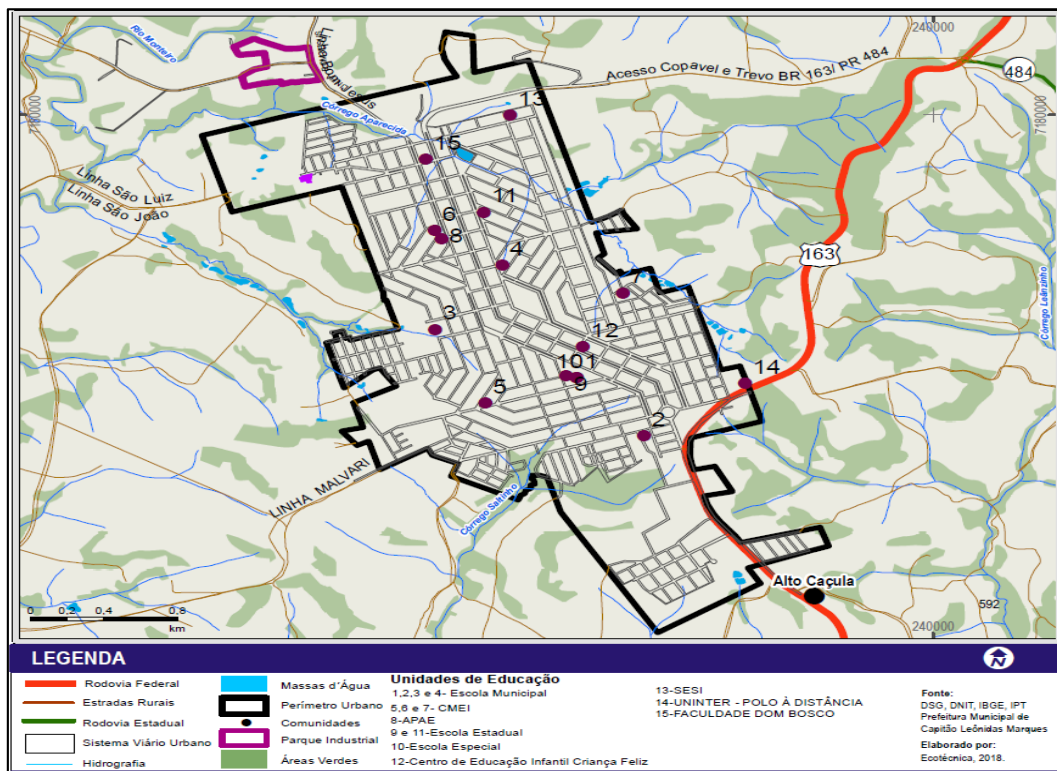 240000
Rio Monteiro
Linha Bom Jesus
Acesso Copavel e Trevo BR 163/ PR 484
484
7180000
7180000
Córrego Aparecida
13
15
Linha São Luiz
Linha São João
11
6
8
4
163
7
Córrego Leãozinho
3
12
101
9
14
5
2
LINHA MALVARI
Córrego Saltinho
Alto Caçula
592
0 0,2 0,4 0,8
km
240000
LEGENDA
N
Rodovia Federal
Estradas Rurais
Rodovia Estadual
Sistema Viário Urbano
Hidrografia
Massas d'Água
Perímetro Urbano
Comunidades
Parque Industrial
Áreas Verdes
Unidades de Educação
1,2,3 e 4- Escola Municipal
5,6 e 7- CMEI
8-APAE
9 e 11-Escola Estadual
10-Escola Especial
12-Centro de Educação Infantil Criança Feliz
13-SESI
14-UNINTER - POLO À DISTÂNCIA
15-FACULDADE DOM BOSCO
Fonte:
DSG, DNIT, IBGE, IPT
Prefeitura Municipal de
Capitão Leônidas Marques
Elaborado por:
Ecotécnica, 2018.